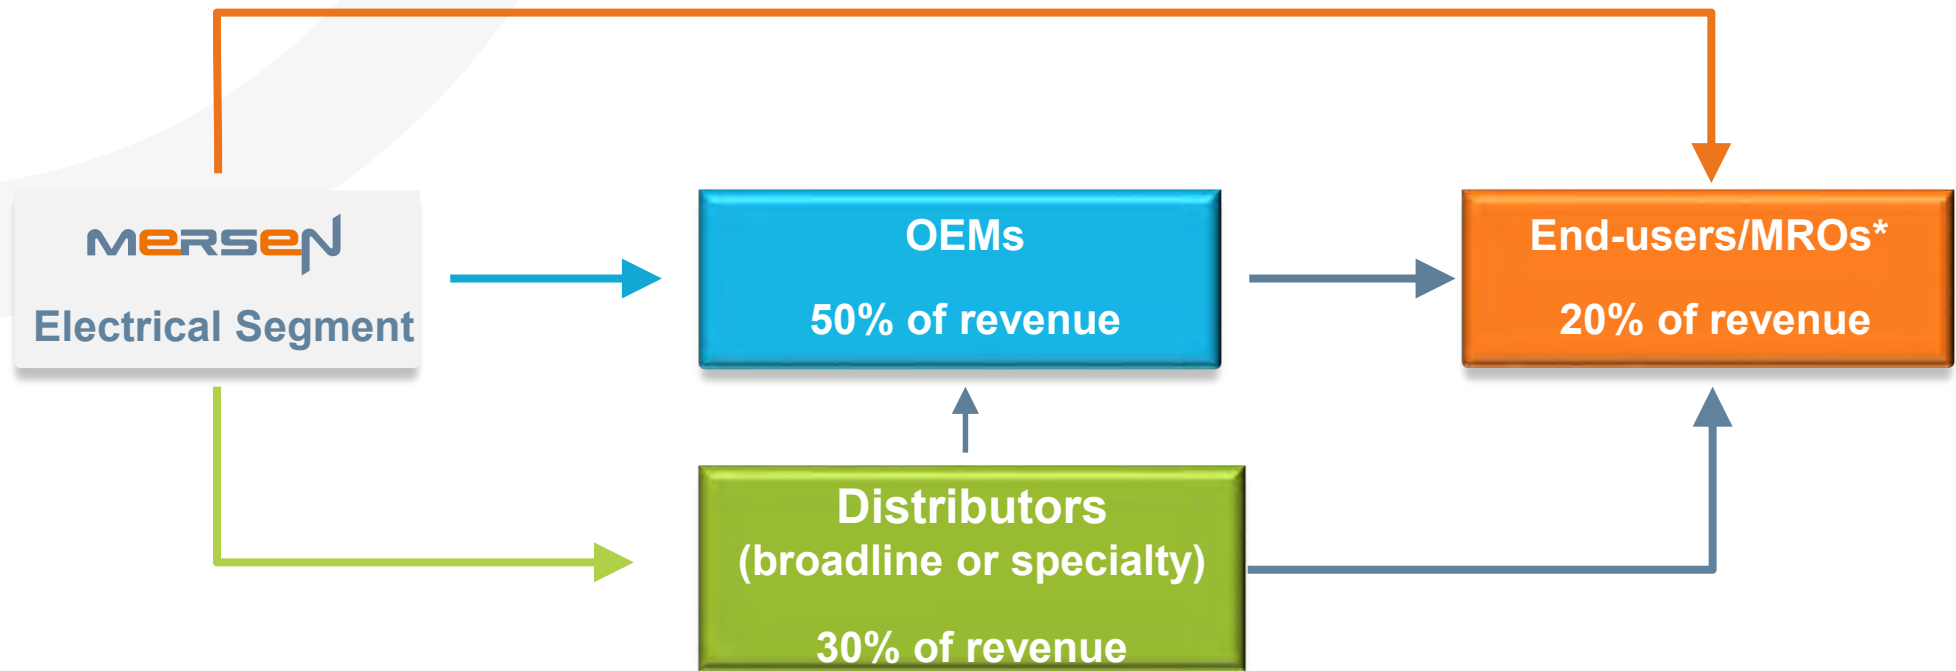 MERSEN
Electrical Segment
OEMs
50% of revenue
End-users/MROs*
20% of revenue
Distributors
(broadline or specialty)
30% of revenue